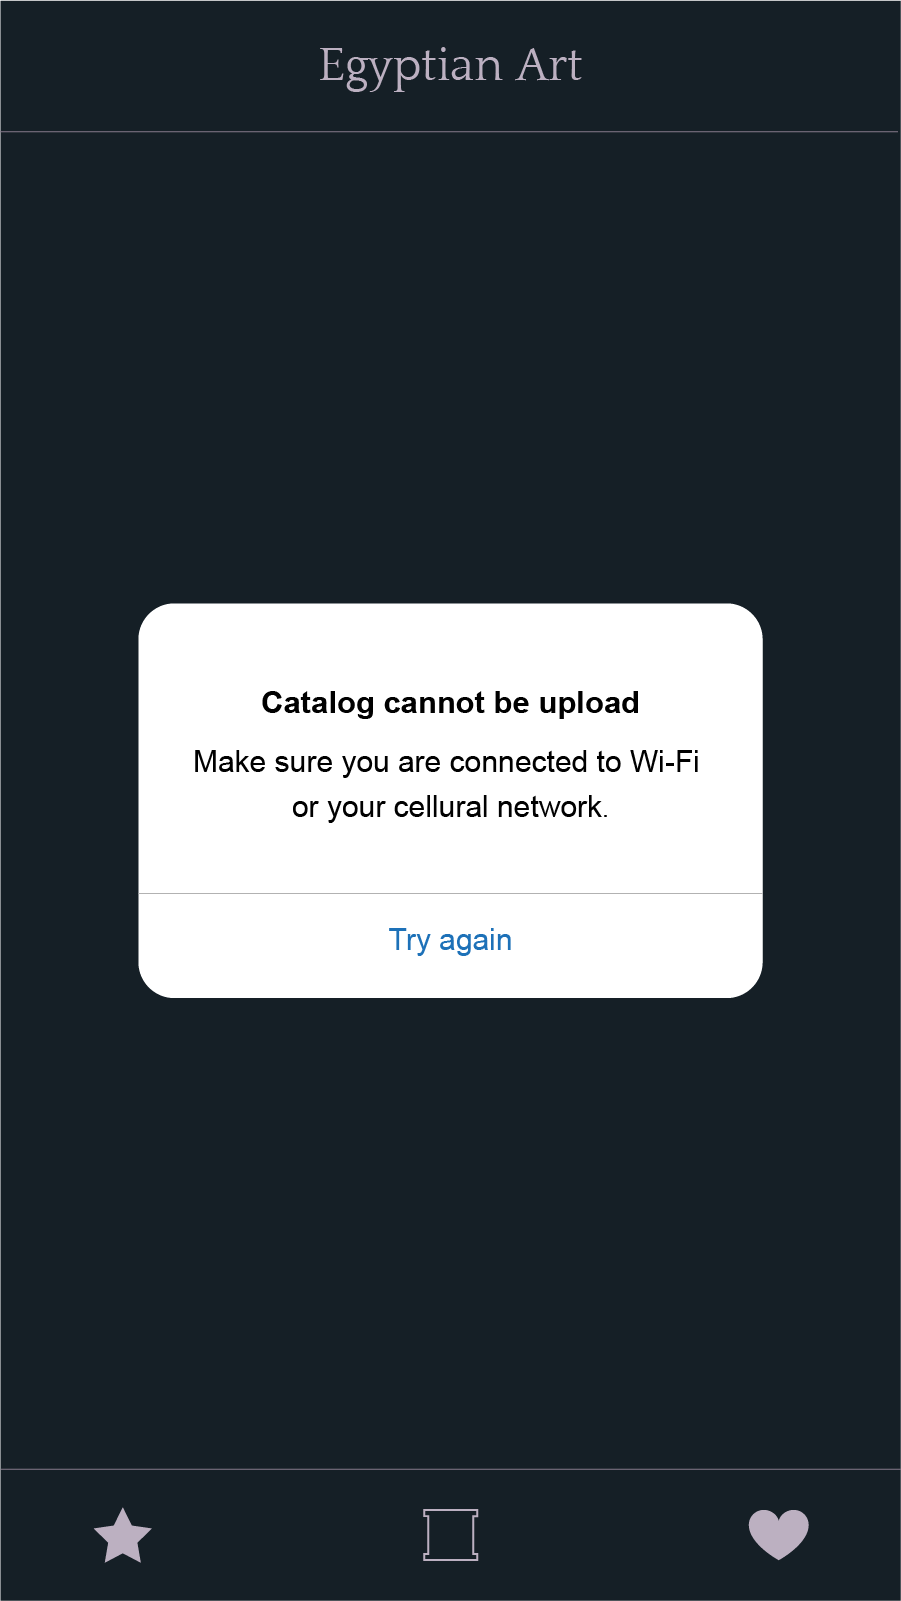 Egyptian Art
Catalog cannot be upload
Make sure you are connected to Wi-Fi
or your cellural network.
Try again